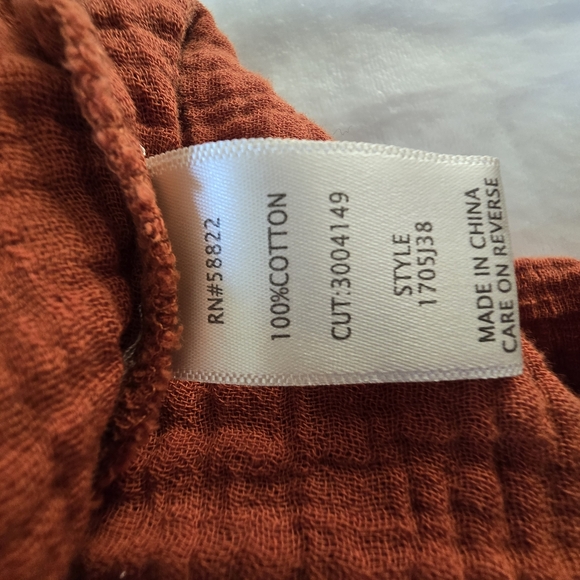 RN#58822
100%COTTON
CUT:3004149
STYLE
1705J38
MADE IN CHINA
CARE ON REVERSE